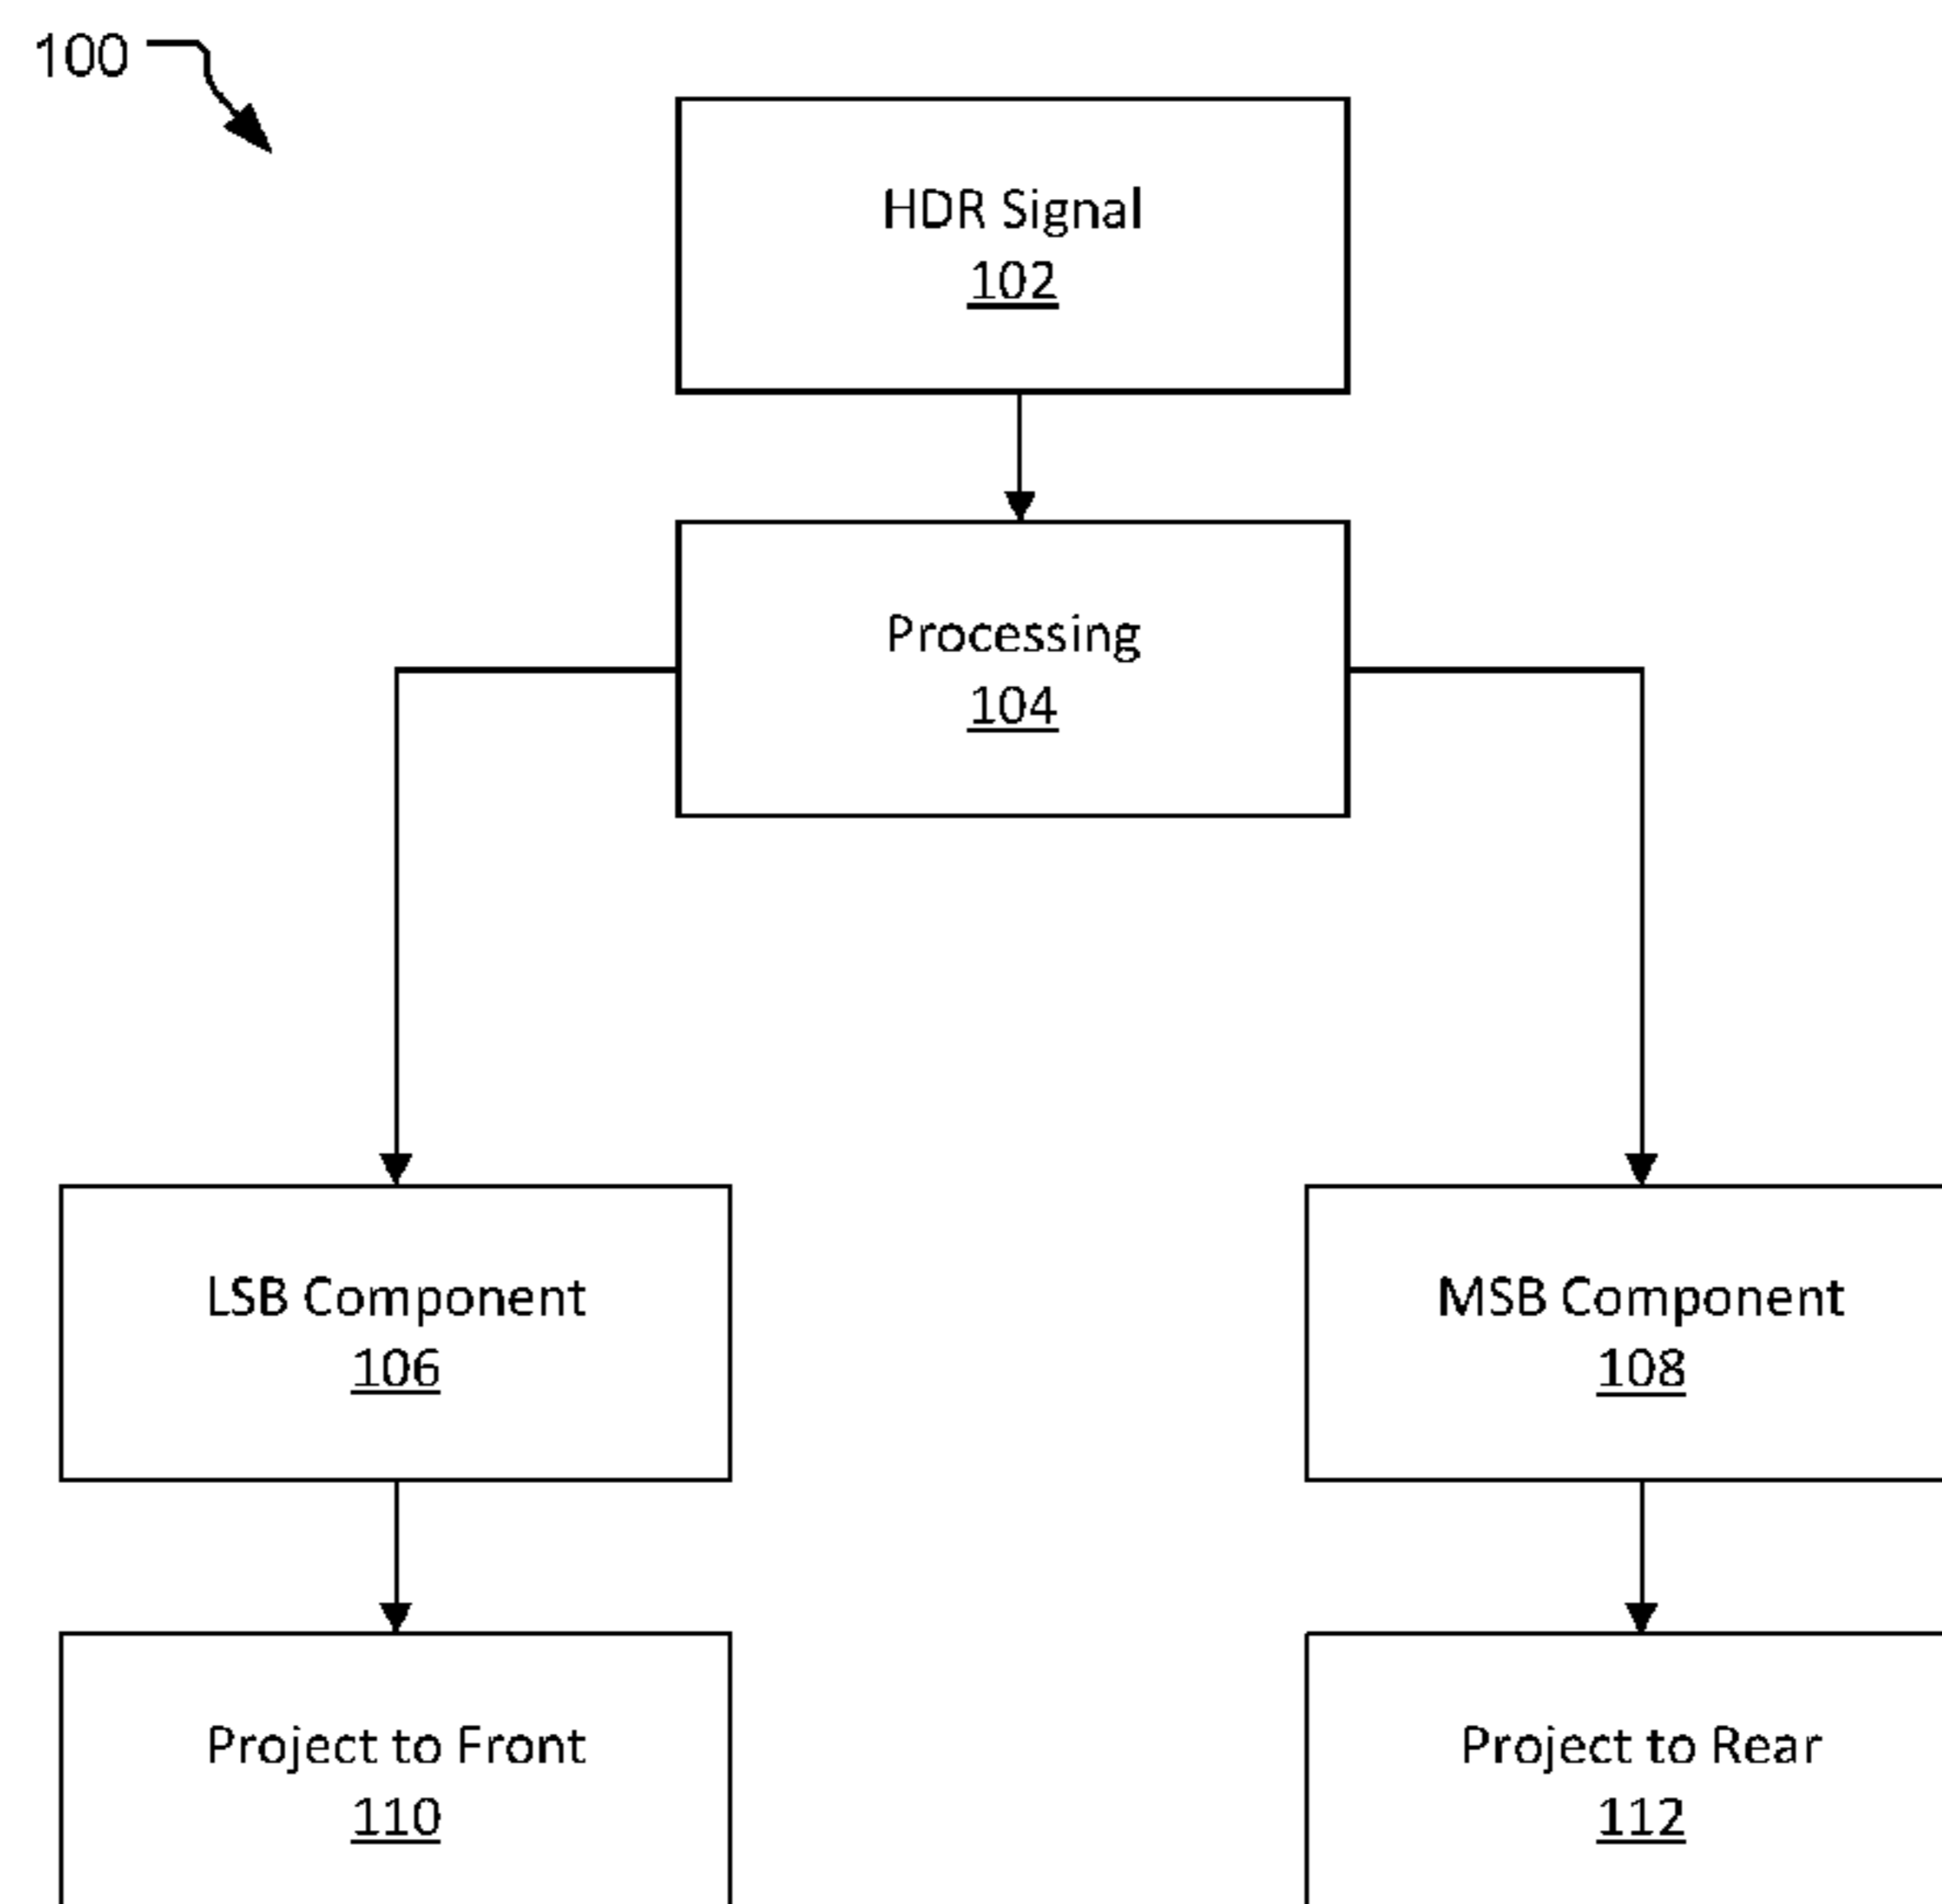 100
HDR Signal
102
Processing
104
LSB Component
106
MSB Component
108
Project to Front
110
Project to Rear
112